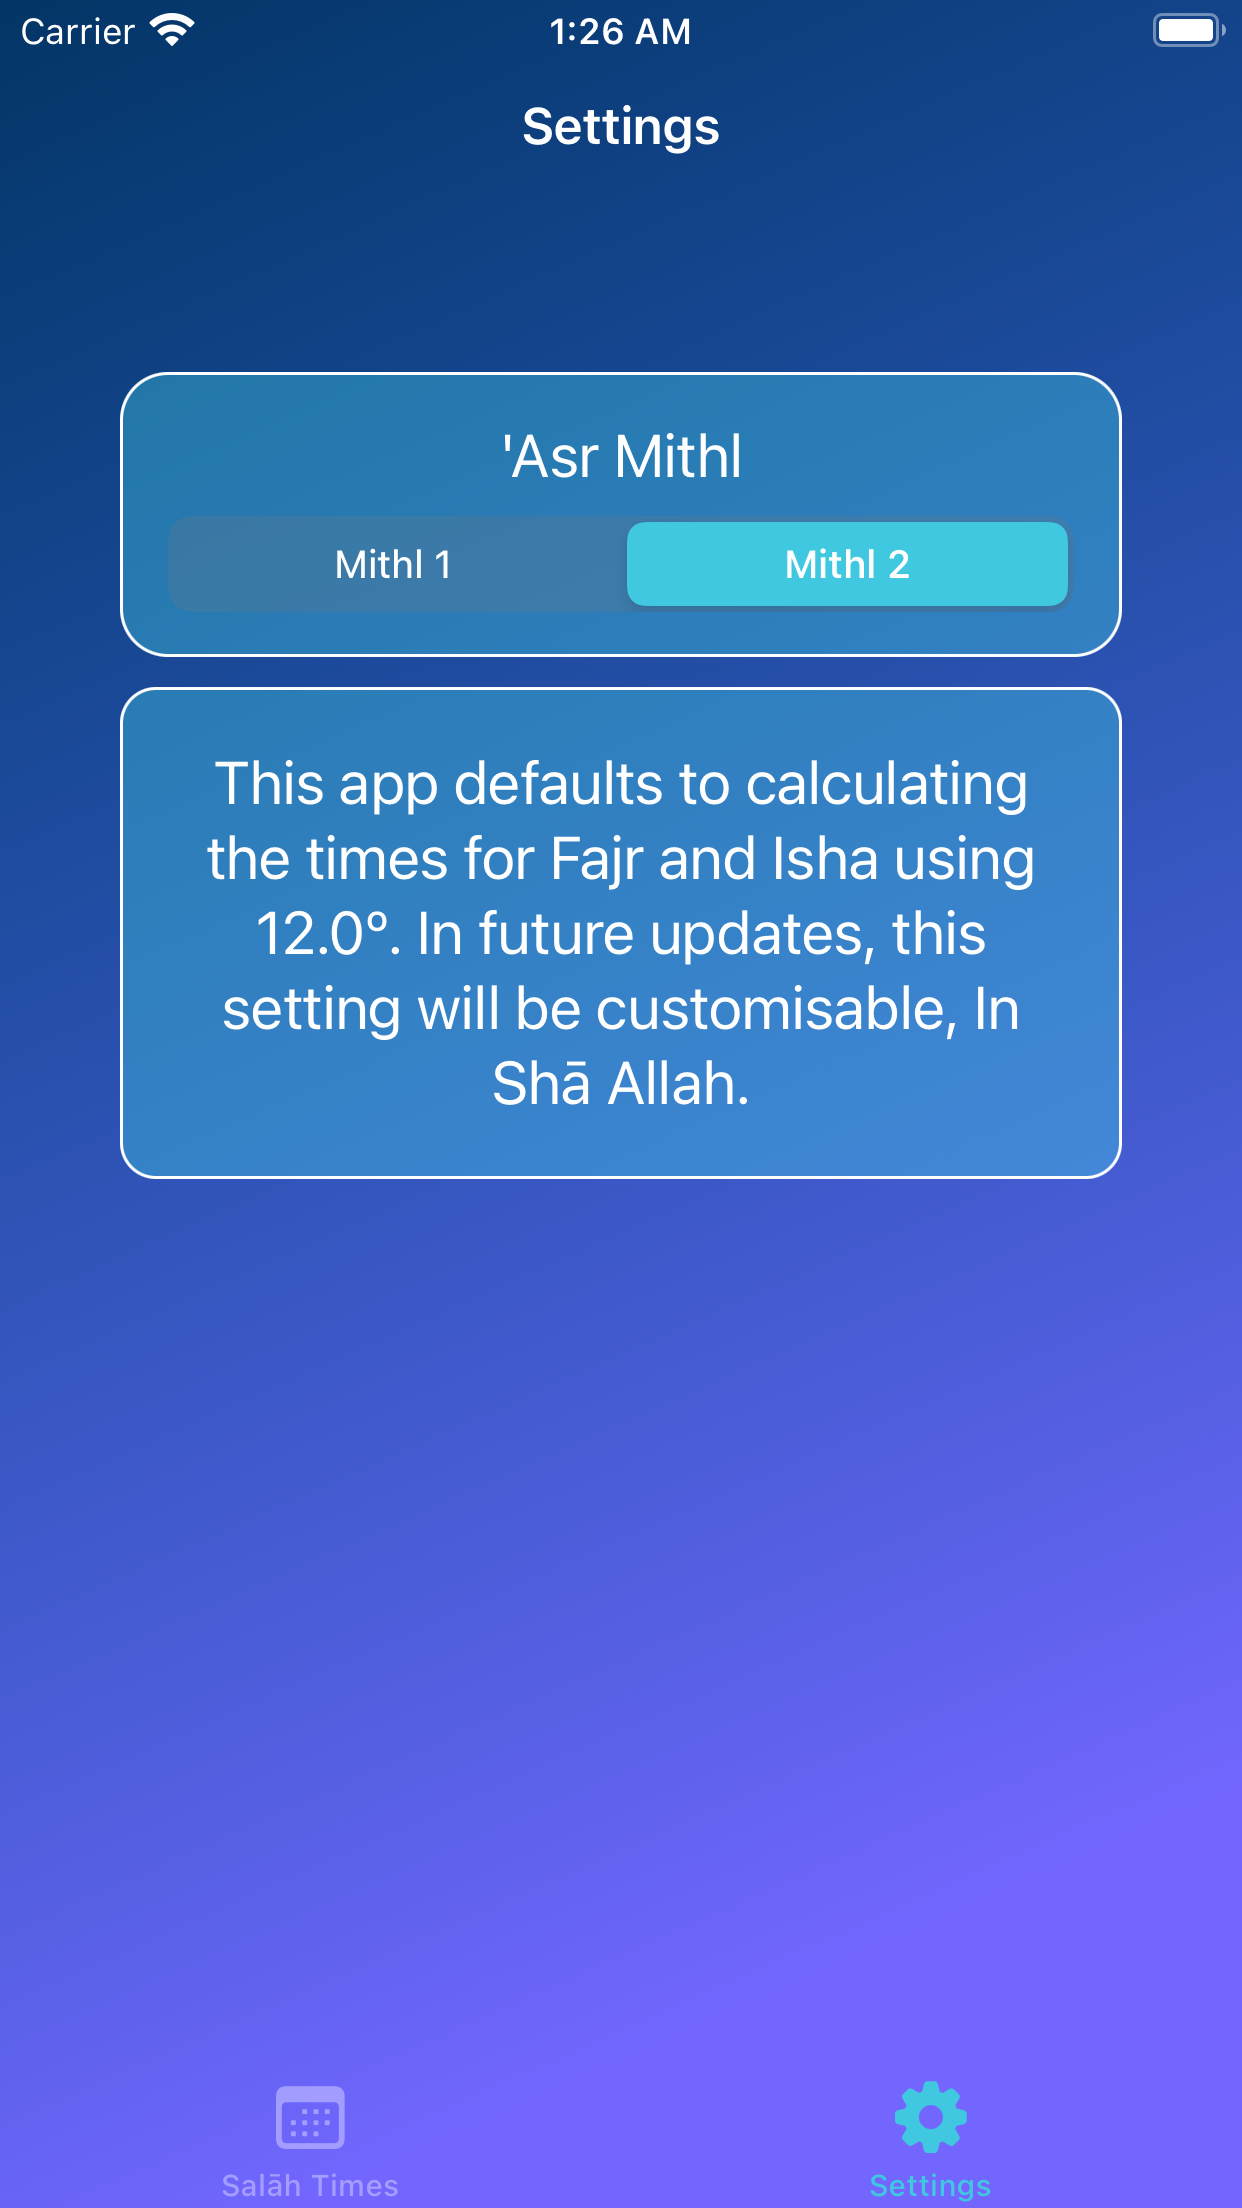 Carrier
1:26 AM
Settings
'Asr Mithl
Mithl 1
Mithl 2
This app defaults to calculating
the times for Fajr and Isha using
12.0º. In future updates, this
setting will be customisable, In
Shā Allah.
Salāh Times
Settings